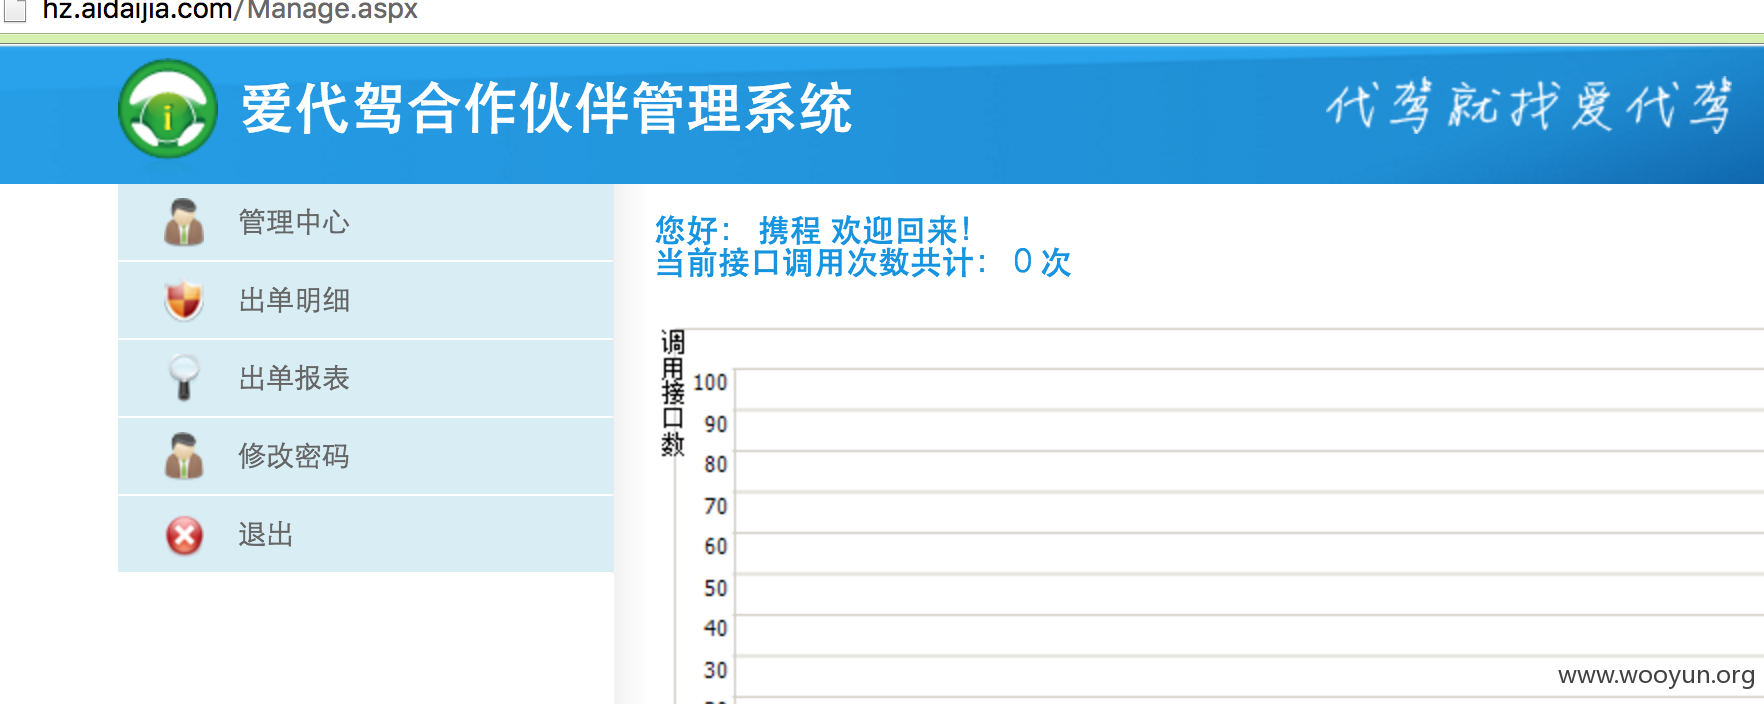 hz.aidaijia.com/Manage.aspx
爱代驾合作伙伴管理系统
代驾就找爱代驾
管理中心
出单明细
出单报表
修改密码
退出
您好： 携程 欢迎回来！
当前接口调用次数共计： 0 次
调用接口数
100
90
80
70
60
50
40
30
www.wooyun.org